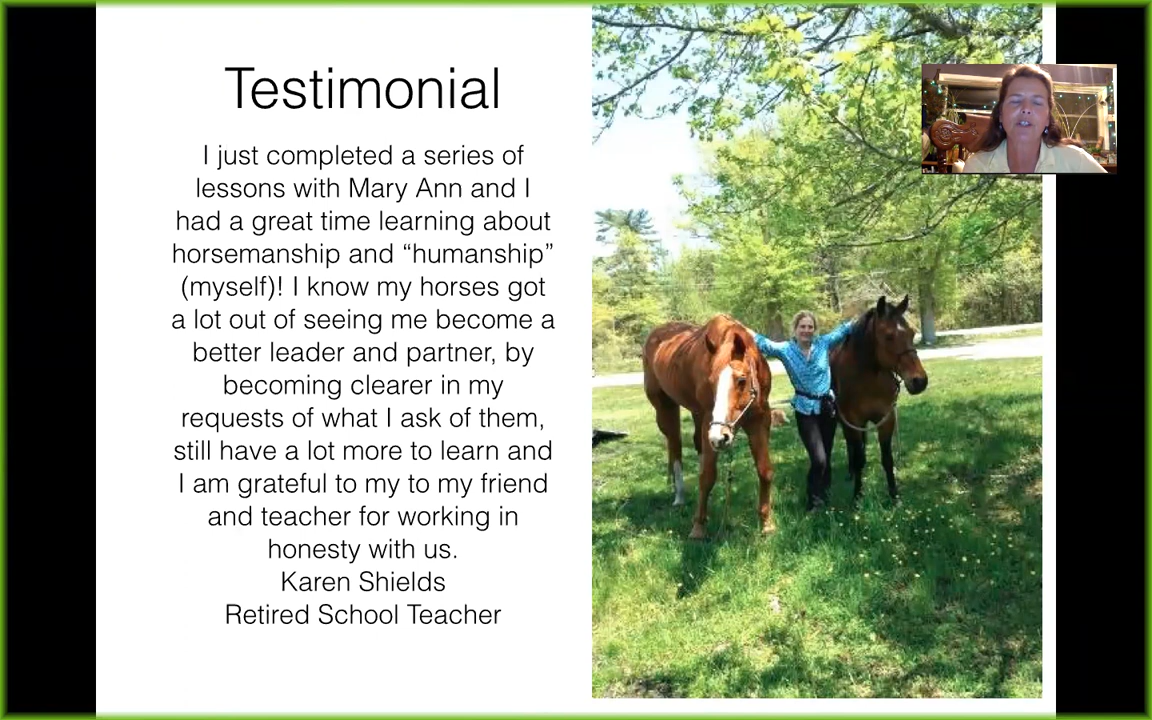 Testimonial
I just completed a series of
lessons with Mary Ann and I
had a great time learning about
horsemanship and “humanship”
(myself)! I know my horses got
a lot out of seeing me become a
better leader and partner, by
becoming clearer in my
requests of what I ask of them,
still have a lot more to learn and
I am grateful to my to my friend
and teacher for working in
honesty with us.
Karen Shields
Retired School Teacher